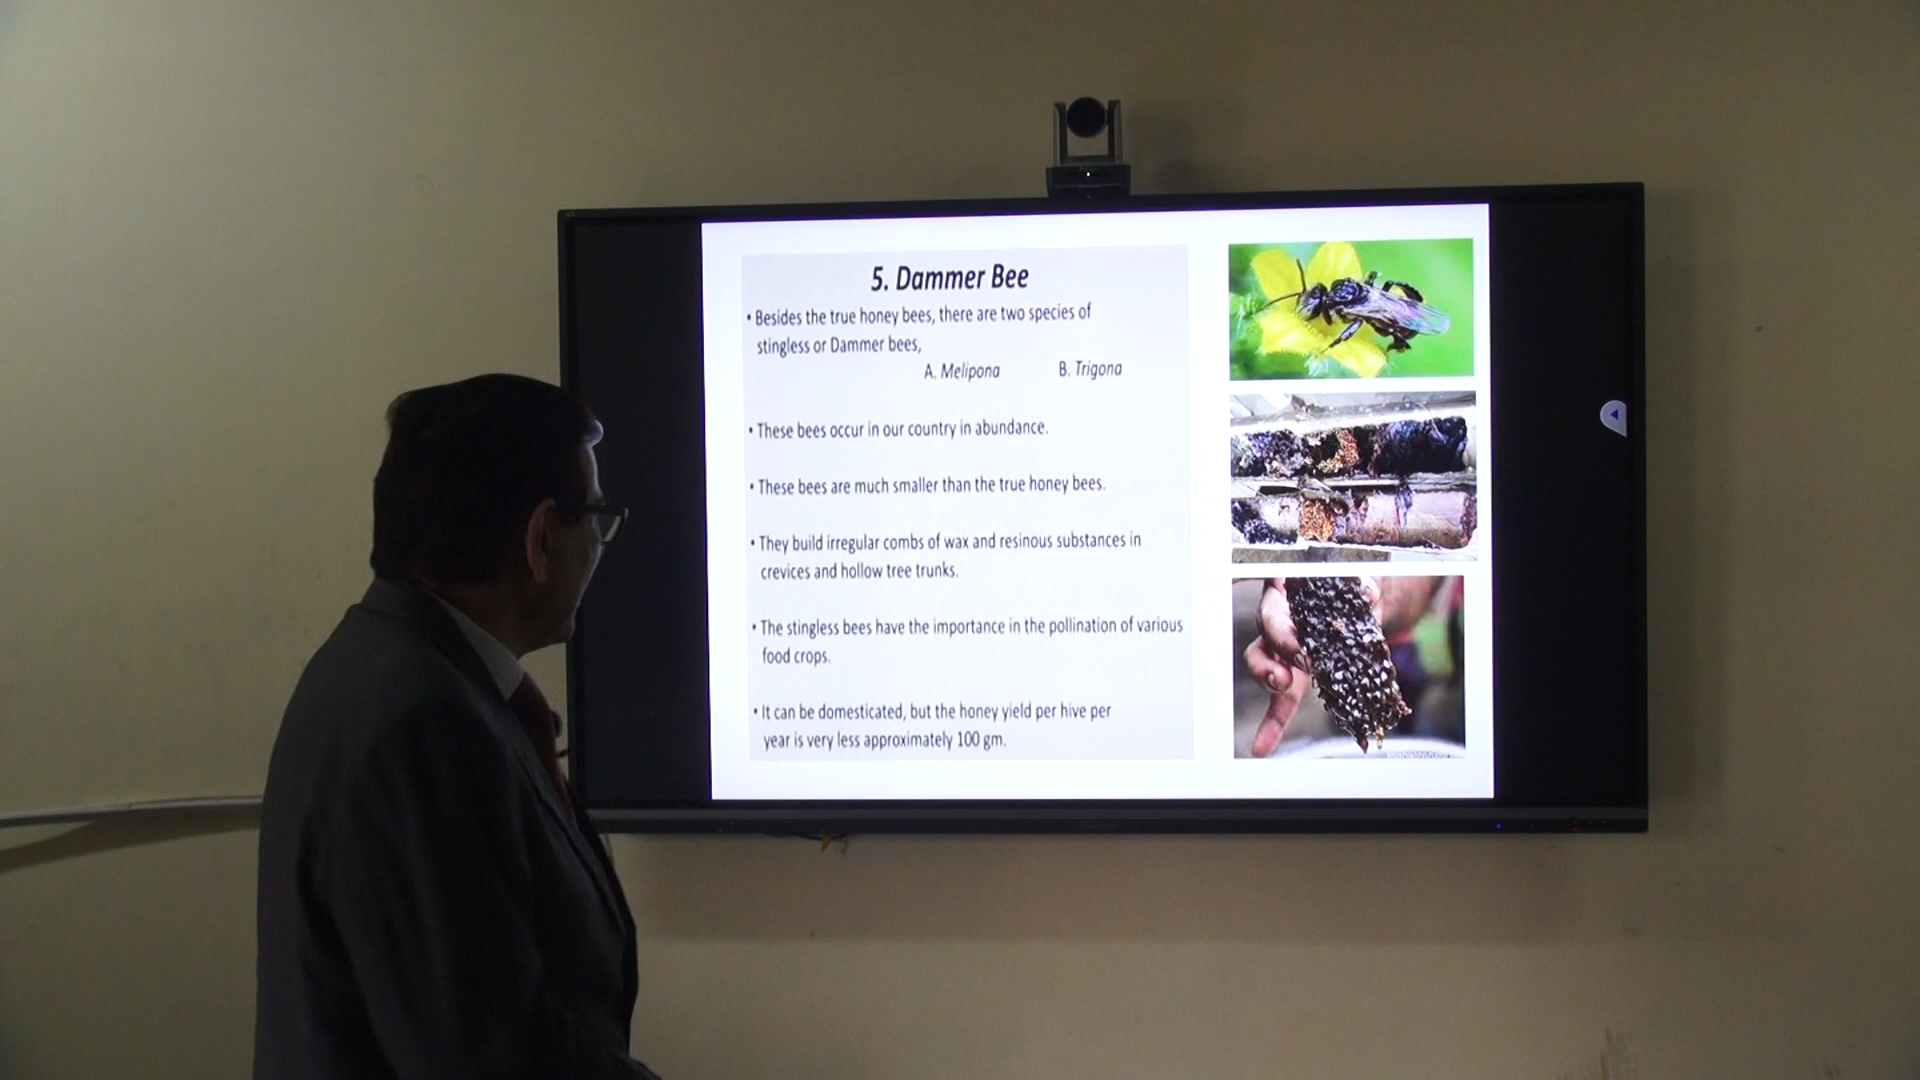 5. Dammer Bee
• Besides the true honey bees, there are two species of
stingless or Dammer bees,
A. Melipona B. Trigona
• These bees occur in our country in abundance.
• These bees are much smaller than the true honey bees.
• They build irregular combs of wax and resinous substances in
crevices and hollow tree trunks.
• The stingless bees have the importance in the pollination of various
food crops.
• It can be domesticated, but the honey yield per hive per
year is very less approximately 100 gm.